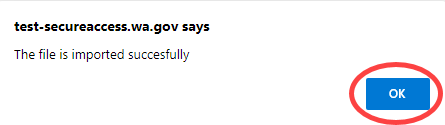 test-secureaccess.wa.gov says
The file is imported succesfully
OK